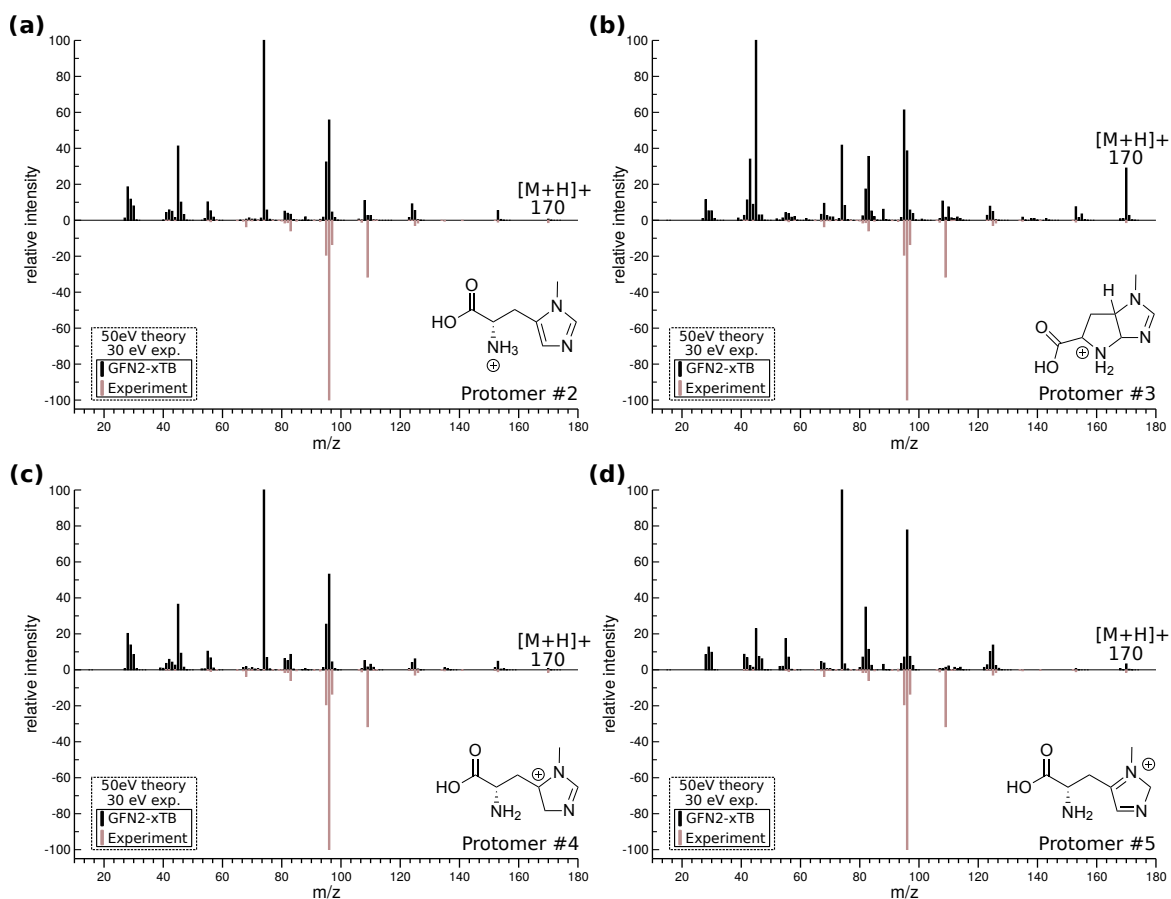 (a)
100
80
60
40
20
0
-20
-40
-60
-80
-100
relative intensity
[M+H]+
170
O
HO
NH3
⊕
N
N
50eV theory
30 eV exp.
GFN2-xTB
Experiment
Protomer #2
20 40 60 80 100 120 140 160 180
m/z
(b)
100
80
60
40
20
0
-20
-40
-60
-80
-100
relative intensity
[M+H]+
170
H
N
N
O
⊕
N
H2
HO
50eV theory
30 eV exp.
GFN2-xTB
Experiment
Protomer #3
20 40 60 80 100 120 140 160 180
m/z
(c)
100
80
60
40
20
0
-20
-40
-60
-80
-100
relative intensity
[M+H]+
170
O
⊕
N
HO
NH2
N
50eV theory
30 eV exp.
GFN2-xTB
Experiment
Protomer #4
20 40 60 80 100 120 140 160 180
m/z
(d)
100
80
60
40
20
0
-20
-40
-60
-80
-100
relative intensity
[M+H]+
170
O
N
⊕
HO
NH2
N
50eV theory
30 eV exp.
GFN2-xTB
Experiment
Protomer #5
20 40 60 80 100 120 140 160 180
m/z